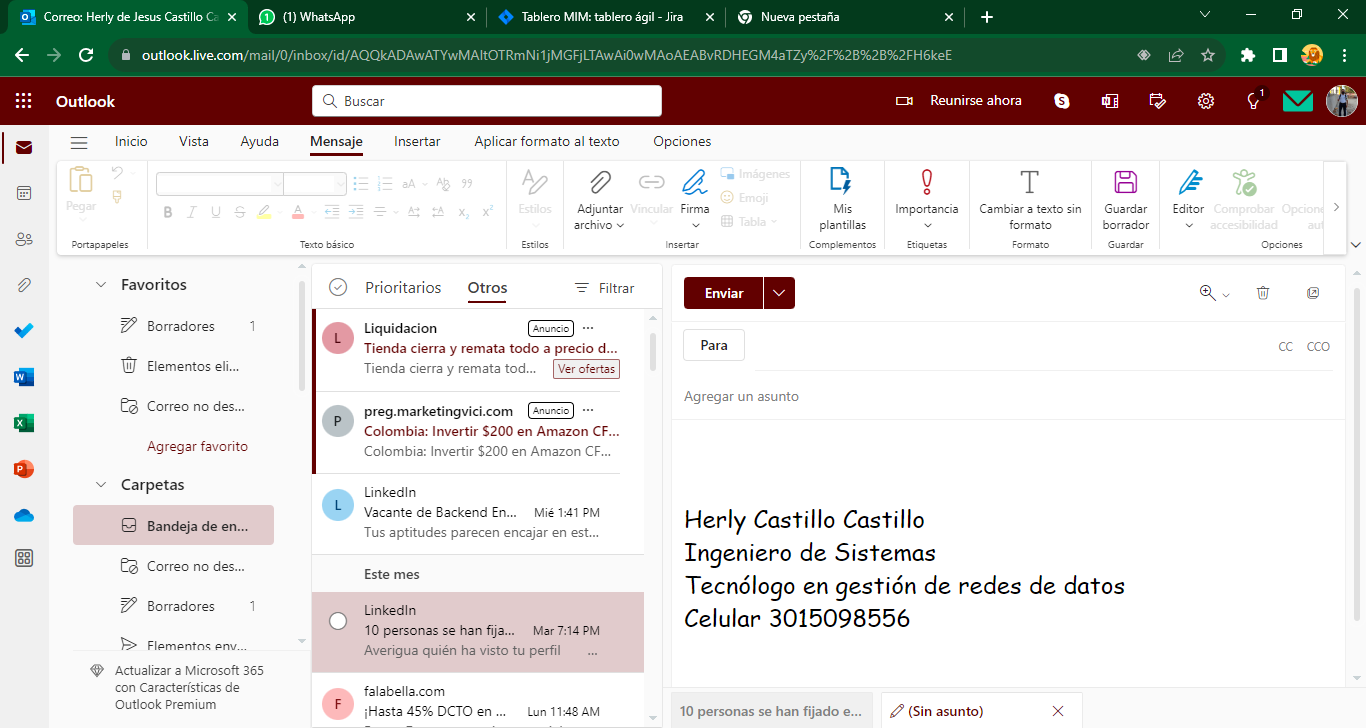 Correo: Herly de Jesus Castillo Ca
(1) WhatsApp
Tablero MIM: tablero ágil - Jira
Nueva pestaña
outlook.live.com/mail/0/inbox/id/AQQkADAwATYwMAItOTRmNi1jMGFjLTAwAi0wMAoAEABvRDHEGM4aTZy%2F%2B%2B%2FH6keE
Outlook
Buscar
Reunirse ahora
1
Inicio
Vista
Ayuda
Mensaje
Insertar
Aplicar formato al texto
Opciones
Pegar
Portapapeles
Texto básico
Estilos
Estilos
Adjuntar archivo
Vincular
Firma
Imágenes
Emoji
Tabla
Insertar
Mis plantillas
Complementos
Importancia
Etiquetas
Cambiar a texto sin formato
Formato
Guardar borrador
Guardar
Editor
Comprobar accesibilidad
Opciones
Favoritos
Borradores 1
Elementos eli...
Correo no des...
Agregar favorito
Carpetas
Bandeja de en...
Correo no des...
Borradores 1
Elementos env...
Actualizar a Microsoft 365
con Características de
Outlook Premium
Prioritarios
Otros
Filtrar
L
Liquidacion
Anuncio
Tienda cierra y remata todo a precio d...
Tienda cierra y remata tod...
Ver ofertas
P
preg.marketingvici.com
Anuncio
Colombia: Invertir $200 en Amazon CF...
Colombia: Invertir $200 en Amazon CF...
L
LinkedIn
Vacante de Backend En...
Mié 1:41 PM
Tus aptitudes parecen encajar en est...
Este mes
LinkedIn
10 personas se han fija...
Mar 7:14 PM
Averigua quién ha visto tu perfil ...
F
falabella.com
¡Hasta 45% DCTO en ...
Lun 11:48 AM
Enviar
Para
CC
CCO
Agregar un asunto
Herly Castillo Castillo
Ingeniero de Sistemas
Tecnólogo en gestión de redes de datos
Celular 3015098556
10 personas se han fijado e...
(Sin asunto)